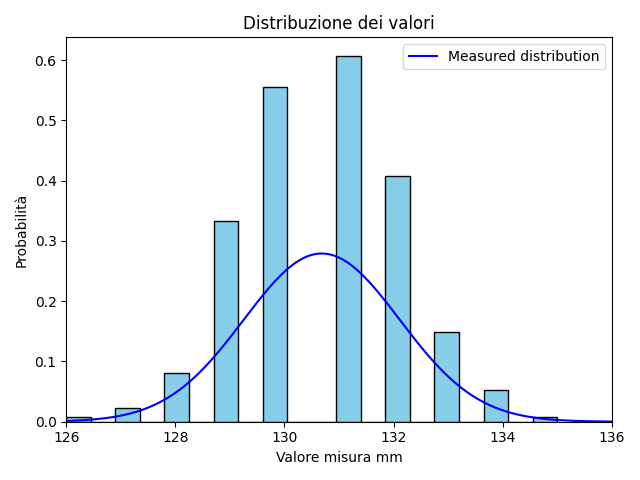 Distribuzione dei valori
Measured distribution
Probabilità
0.6
0.5
0.4
0.3
0.2
0.1
0.0
126 128 130 132 134 136
Valore misura mm